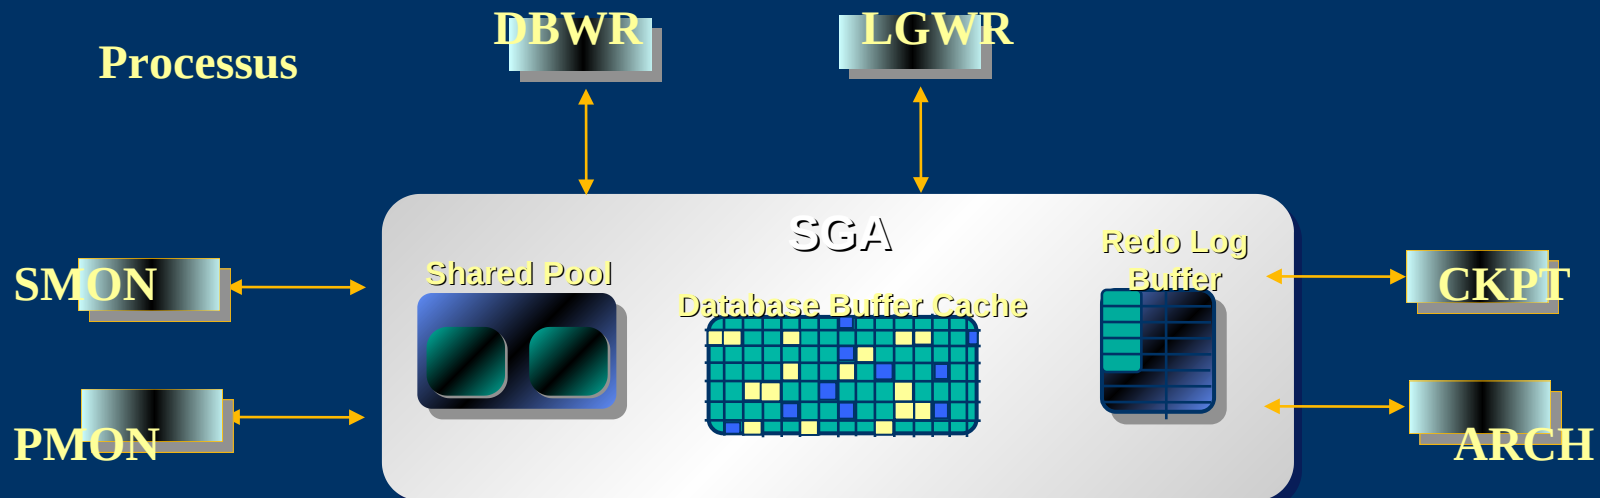 DBWR
LGWR
Processus
SGA
Redo Log
Buffer
Shared Pool
Database Buffer Cache
SMON
CKPT
PMON
ARCH